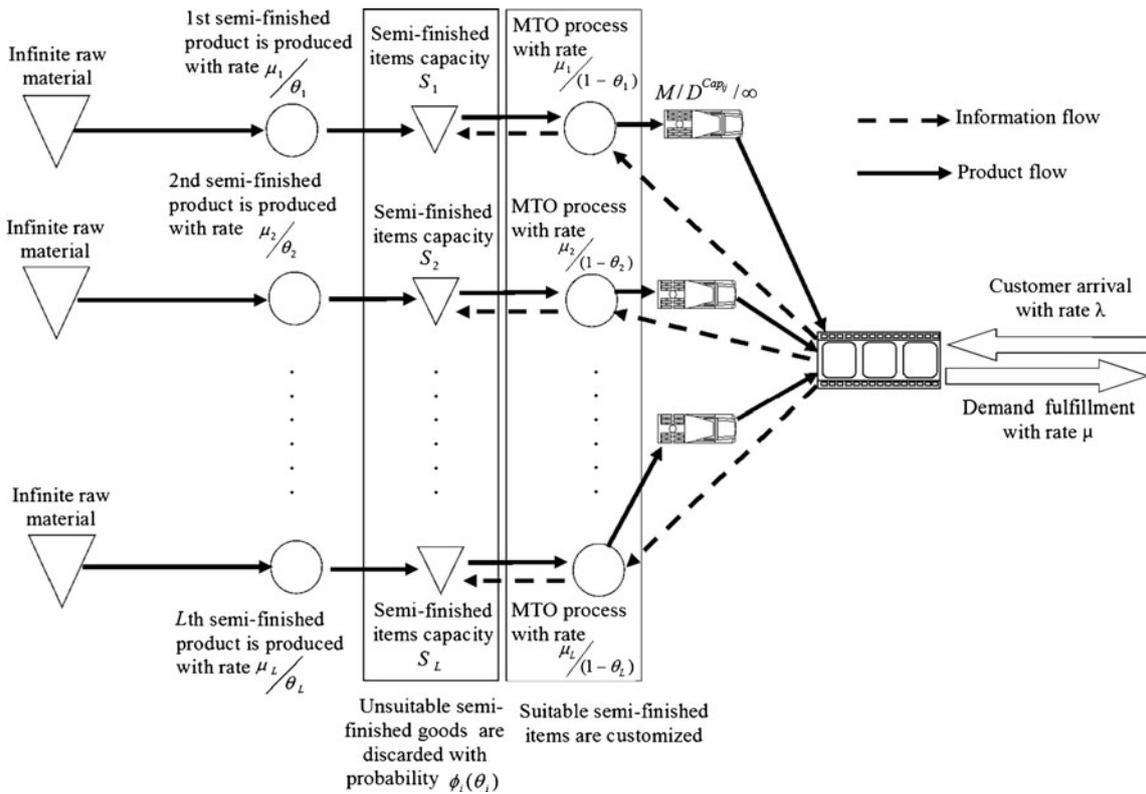 Infinite raw
material
1st semi-finished
product is produced
with rate μ₁/θ₁
Semi-finished
items capacity
S₁
MTO process
with rate
μ₁/(1 − θ₁)
M/D^Cap_ij/∞
Information flow
Product flow
Infinite raw
material
2nd semi-finished
product is produced
with rate μ₂/θ₂
Semi-finished
items capacity
S₂
MTO process
with rate
μ₂/(1 − θ₂)
Customer arrival
with rate λ
Demand fulfillment
with rate μ
Infinite raw
material
Lth semi-finished
product is produced
with rate μ_L/θ_L
Semi-finished
items capacity
S_L
MTO process
with rate
μ_L/(1 − θ_L)
Unsuitable semi-
finished goods are
discarded with
probability ϕᵢ(θᵢ)
Suitable semi-finished
items are customized